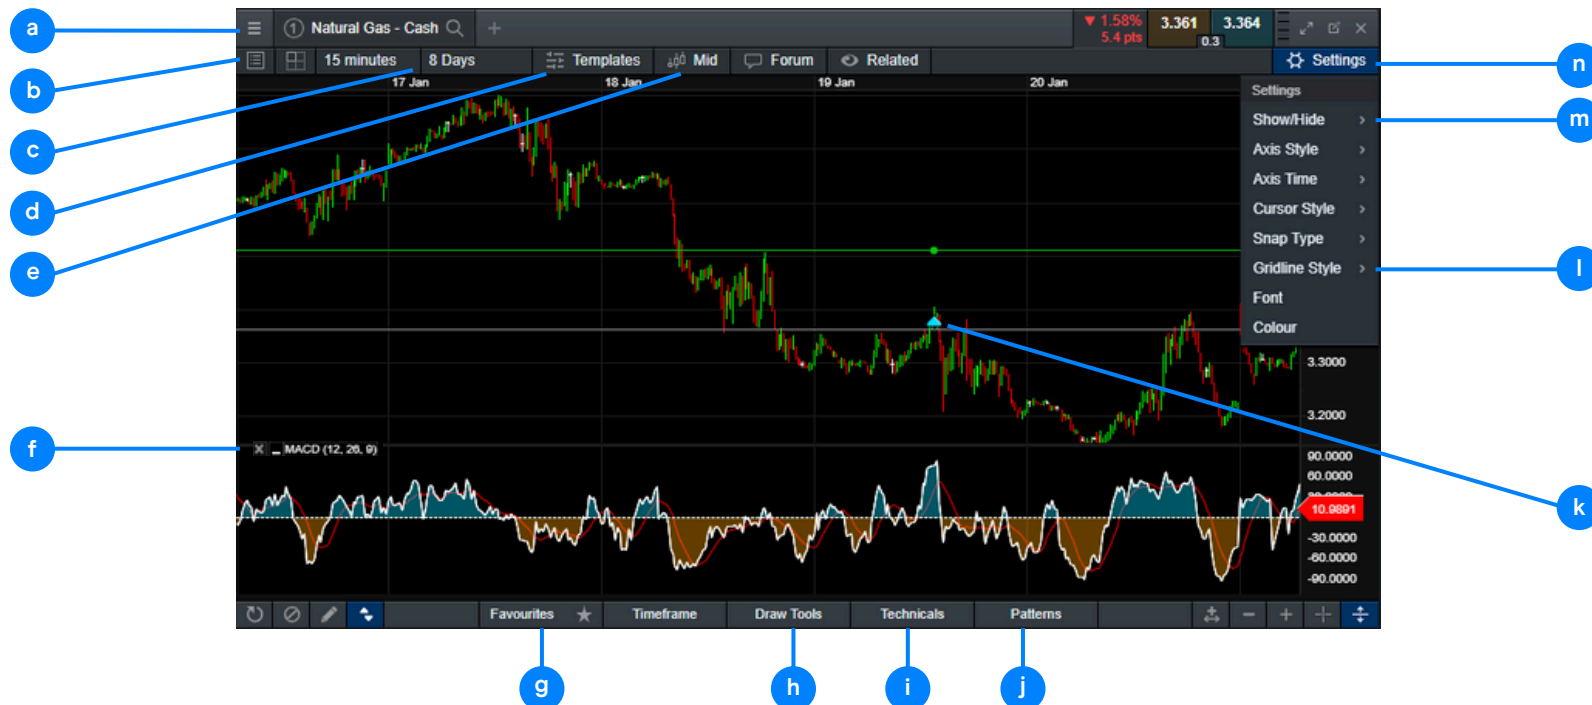 a
1 Natural Gas - Cash
▼ 1.58%
5.4 pts
3.361
3.364
0.3
b
15 minutes
8 Days
Templates
Mid
Forum
Related
Settings
n
17 Jan
18 Jan
19 Jan
20 Jan
Settings
Show/Hide
m
Axis Style
c
Axis Time
Cursor Style
d
Snap Type
Gridline Style
l
e
Font
Colour
3.3000
3.2000
f
MACD (12, 26, 9)
90.0000
60.0000
10.9891
k
-30.0000
-60.0000
-90.0000
Favourites
Timeframe
Draw Tools
Technicals
Patterns
g
h
i
j